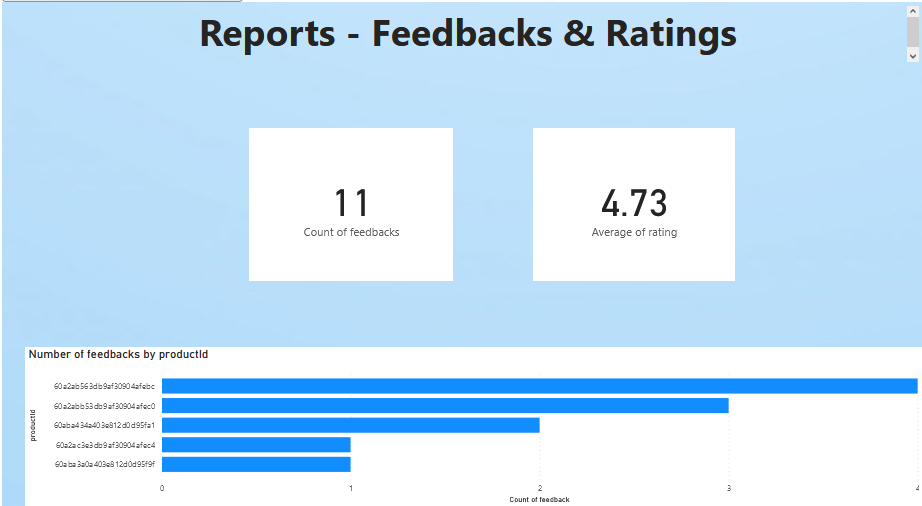 Reports - Feedbacks & Ratings
11
Count of feedbacks
4.73
Average of rating
Number of feedbacks by productId
productId
60a2ab563db9af30904afebc
60a2abb53db9af30904afec0
60aba434a403e812d0d95fa1
60a2ac3e3db9af30904afec4
60aba3a0a403e812d0d95f9f
0 1 2 3 4
Count of feedback